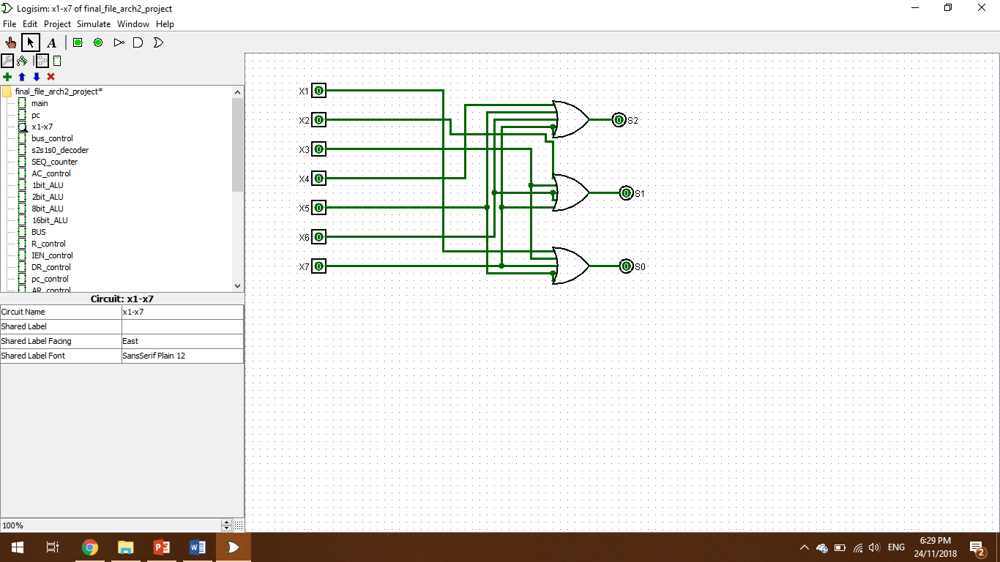 Logisim: x1-x7 of final_file_arch2_project
File Edit Project Simulate Window Help
A
final_file_arch2_project*
main
pc
x1-x7
bus_control
s2s1s0_decoder
SEQ_counter
AC_control
1bit_ALU
2bit_ALU
8bit_ALU
16bit_ALU
BUS
R_control
IEN_control
DR_control
pc_control
AR_control
Circuit: x1-x7
Circuit Name x1-x7
Shared Label
Shared Label Facing East
Shared Label Font SansSerif Plain 12
100%
X1 0
X2 0
X3 0
X4 0
X5 0
X6 0
X7 0
0 S2
0 S1
0 S0
ENG
6:29 PM
24/11/2018
2